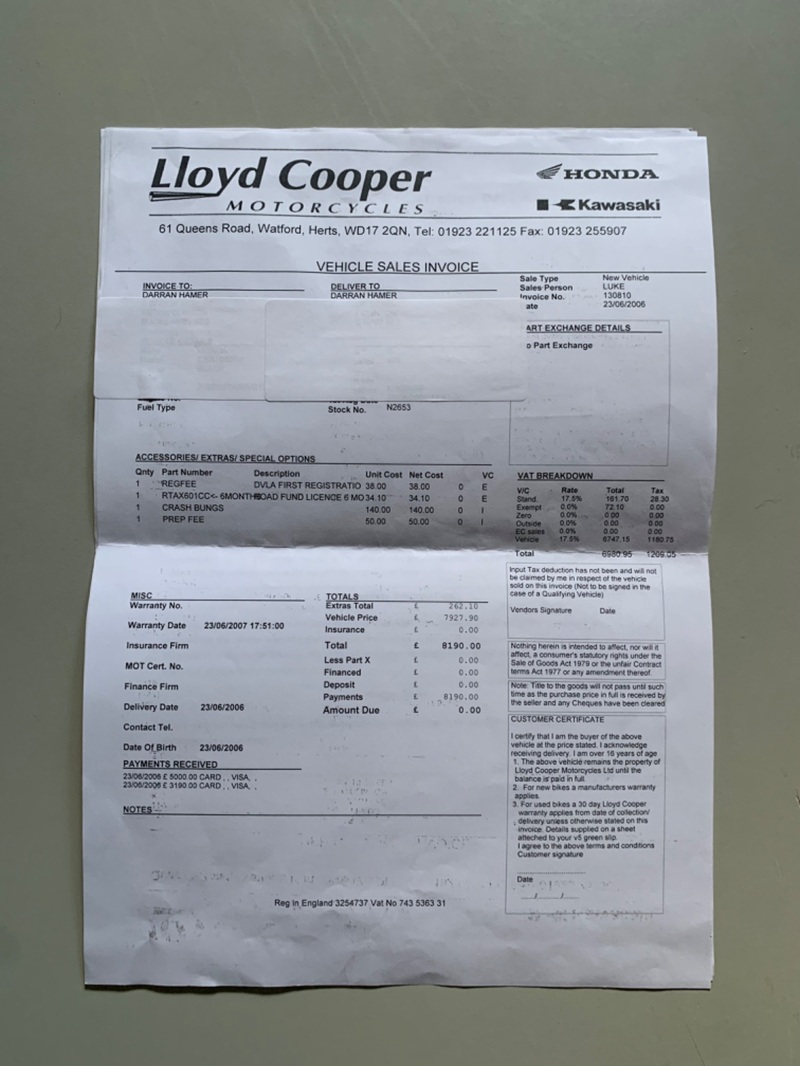 Lloyd Cooper
MOTORCYCLES
HONDA
Kawasaki
61 Queens Road, Watford, Herts, WD17 2QN, Tel: 01923 221125 Fax: 01923 255907
VEHICLE SALES INVOICE
INVOICE TO:
DARRAN HAMER
DELIVER TO
DARRAN HAMER
Sale Type New Vehicle
Sales Person LUKE
Invoice No. 130810
ate 23/06/2006
ART EXCHANGE DETAILS
o Part Exchange
Fuel Type
Stock No. N2653
ACCESSORIES/ EXTRAS/ SPECIAL OPTIONS
Qnty Part Number Description Unit Cost Net Cost VC
1 REGFEE DVLA FIRST REGISTRATIO 38.00 38.00 0 E
1 RTAX601CC<- 6MONTH ROAD FUND LICENCE 6 MO 34.10 34.10 0 E
1 CRASH BUNGS 140.00 140.00 0 I
1 PREP FEE 50.00 50.00 0 I
VAT BREAKDOWN
V/C Rate Total Tax
Stand. 17.5% 161.70 28.30
Exempt 0.0% 72.10 0.00
Zero 0.0% 0.00 0.00
Outside 0.0% 0.00 0.00
EC sales 0.0% 0.00 0.00
Vehicle 17.5% 6747.15 1180.75
Total 6980.95 1209.05
MISC
Warranty No.
Warranty Date 23/06/2007 17:51:00
Insurance Firm
MOT Cert. No.
Finance Firm
Delivery Date 23/06/2006
Contact Tel.
Date Of Birth 23/06/2006
TOTALS
Extras Total £ 262.10
Vehicle Price £ 7927.90
Insurance £ 0.00
Total £ 8190.00
Less Part X £ 0.00
Financed £ 0.00
Deposit £ 0.00
Payments £ 8190.00
Amount Due £ 0.00
PAYMENTS RECEIVED
23/06/2006 £ 5000.00 CARD , , VISA, .
23/06/2006 £ 3190.00 CARD , , VISA, .
NOTES
Input Tax deduction has not been and will not
be claimed by me in respect of the vehicle
sold on this invoice (Not to be signed in the
case of a Qualifying Vehicle)
Vendors Signature Date
Nothing herein is intended to affect, nor will it
affect, a consumer's statutory rights under the
Sale of Goods Act 1979 or the unfair Contract
terms Act 1977 or any amendment thereof.
Note: Title to the goods will not pass until such
time as the purchase price in full is received by
the seller and any Cheques have been cleared
CUSTOMER CERTIFICATE
I certify that I am the buyer of the above
vehicle at the price stated. I acknowledge
receiving delivery. I am over 16 years of age
1. The above vehicle remains the property of
Lloyd Cooper Motorcycles Ltd until the
balance is paid in full.
2. For new bikes a manufacturers warranty
applies.
3. For used bikes a 30 day Lloyd Cooper
warranty applies from date of collection/
delivery unless otherwise stated on this
invoice. Details supplied on a sheet
atteched to your v5 green slip.
I agree to the above terms and conditions
Customer signature
Date
Reg in England 3254737 Vat No 743 5363 31